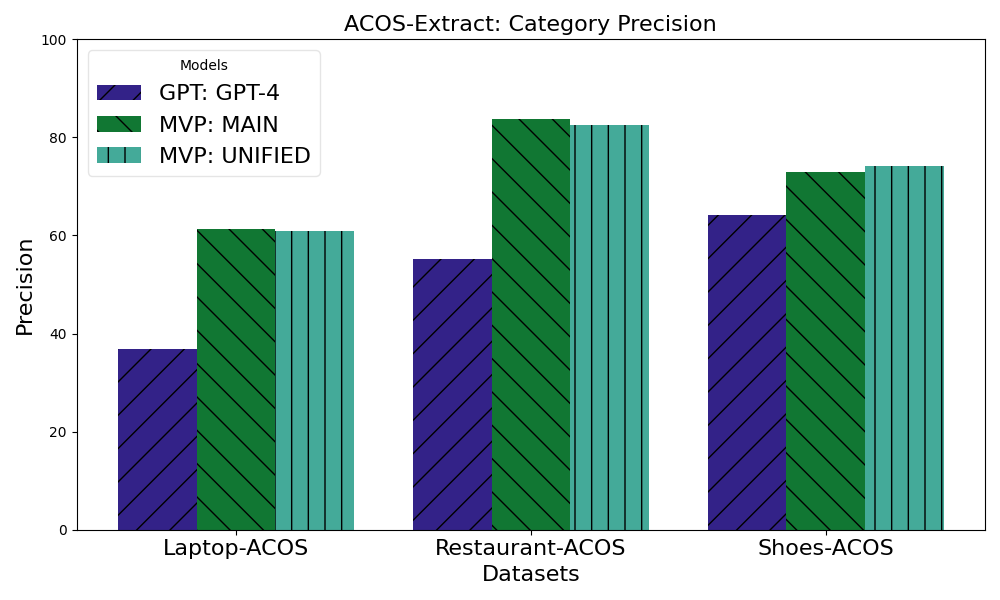 ACOS-Extract: Category Precision
Models
GPT: GPT-4
MVP: MAIN
MVP: UNIFIED
Precision
100
80
60
40
20
0
Laptop-ACOS
Restaurant-ACOS
Shoes-ACOS
Datasets